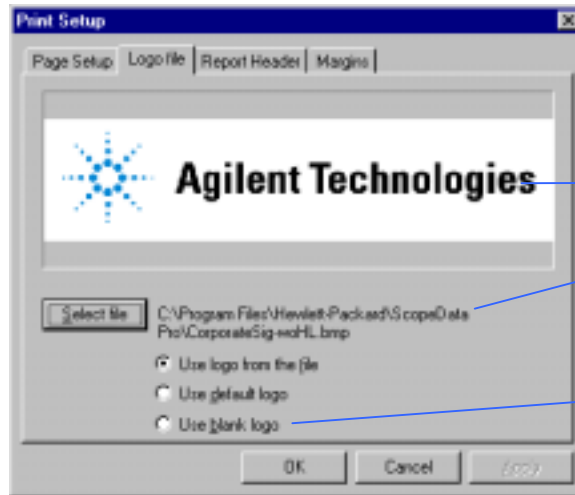 Print Setup
Page Setup Logo file Report Header Margins
Agilent Technologies
Select file C:\Program Files\Hewlett-Packard\ScopeData
Pro\CorporateSig-woHL.bmp
Use logo from the file
Use default logo
Use blank logo
OK Cancel Apply